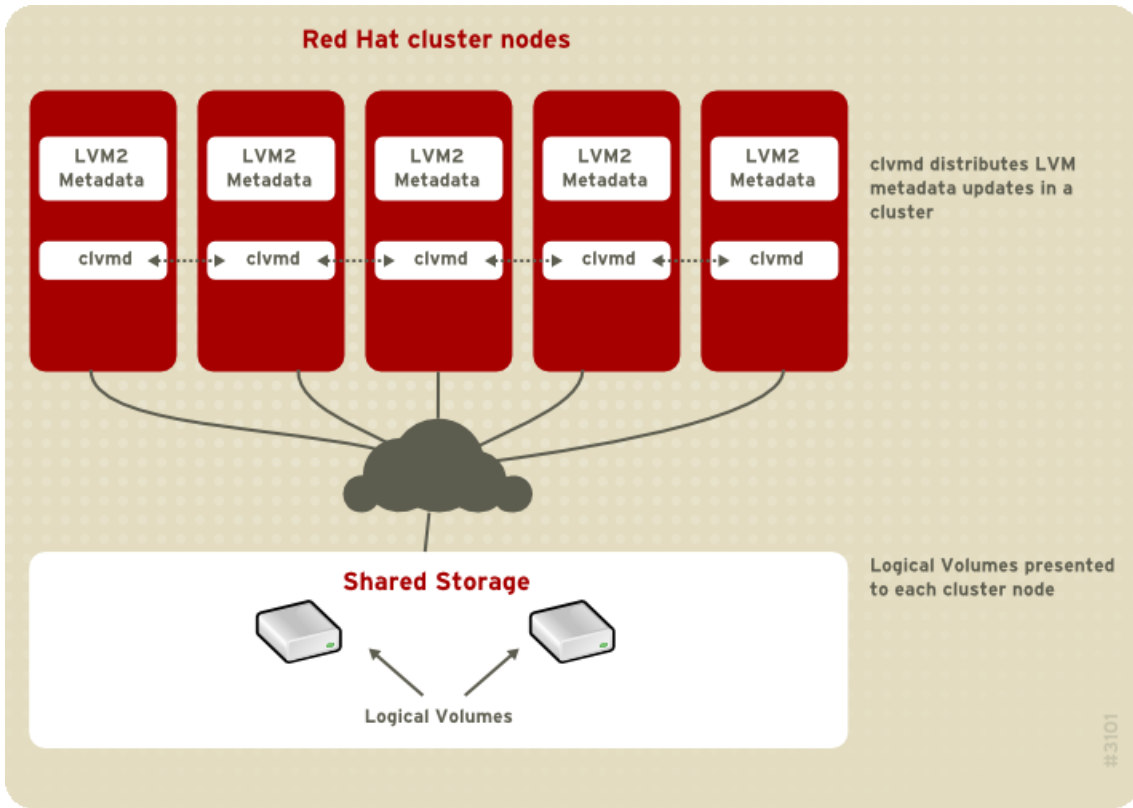 Red Hat cluster nodes
LVM2
Metadata
LVM2
Metadata
LVM2
Metadata
LVM2
Metadata
LVM2
Metadata
clvmd distributes LVM
metadata updates in a
cluster
clvmd
clvmd
clvmd
clvmd
clvmd
Shared Storage
Logical Volumes presented
to each cluster node
Logical Volumes
#3101